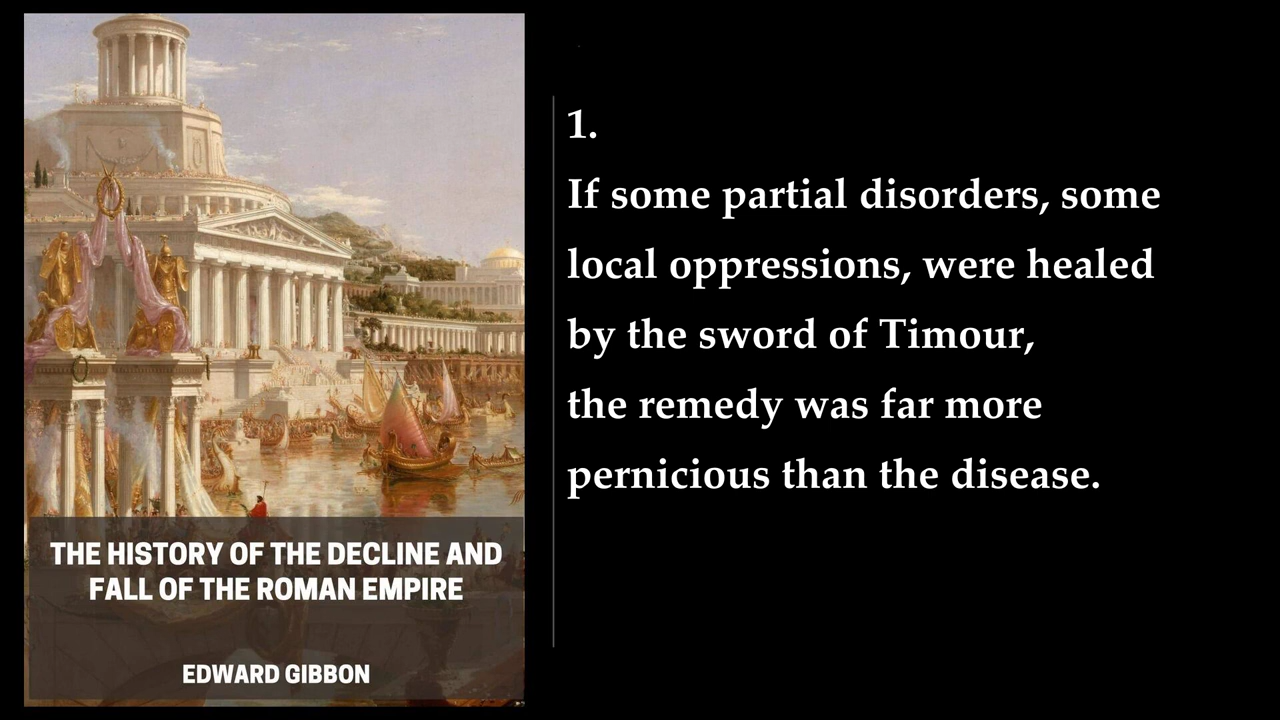 THE HISTORY OF THE DECLINE AND
FALL OF THE ROMAN EMPIRE
EDWARD GIBBON
1.
If some partial disorders, some
local oppressions, were healed
by the sword of Timour,
the remedy was far more
pernicious than the disease.